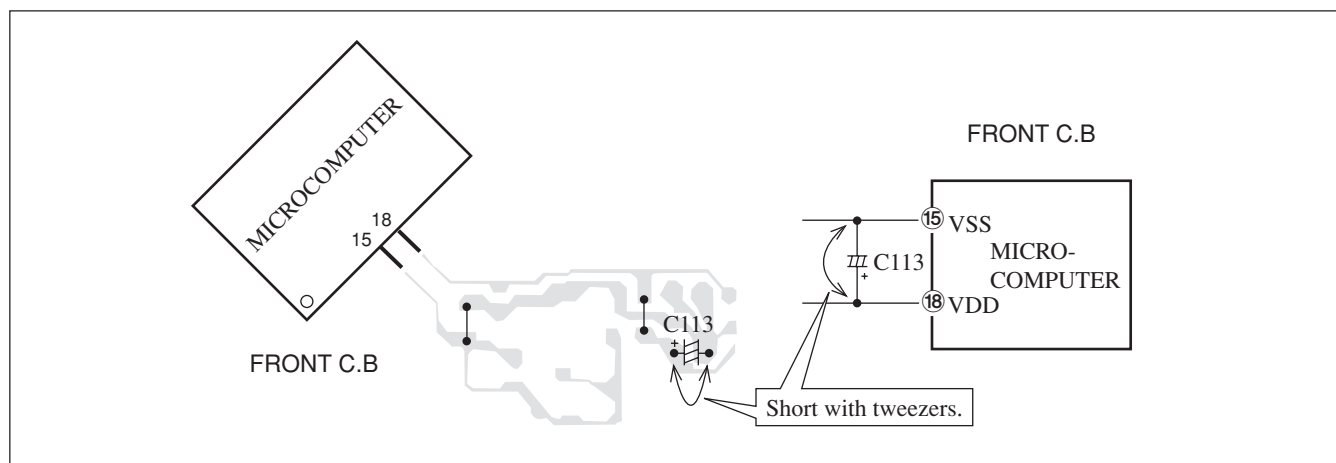 MICROCOMPUTER
18
15
FRONT C.B
C113
+
FRONT C.B
15 VSS
C113
+
MICRO-
COMPUTER
18 VDD
Short with tweezers.